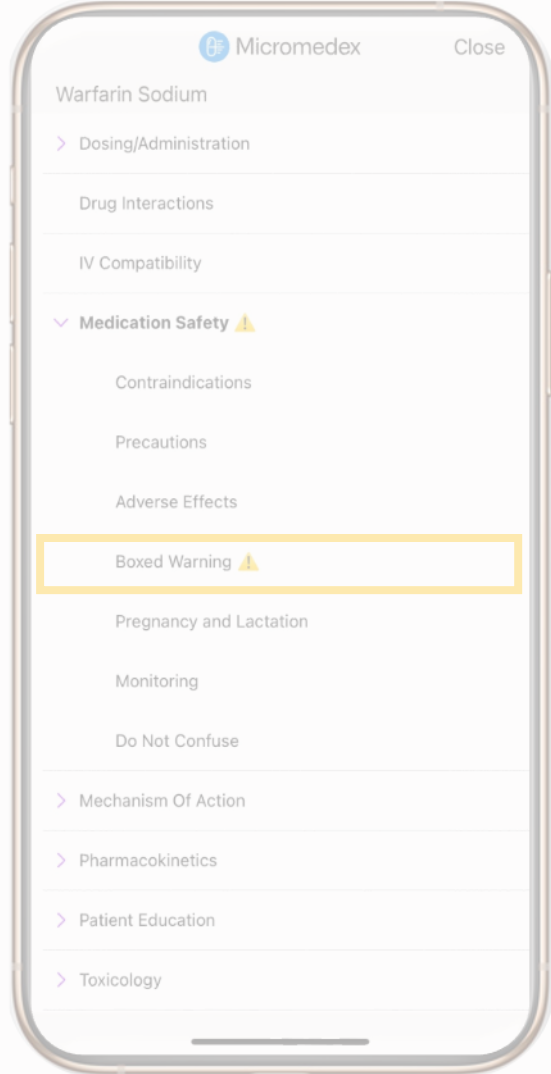 Micromedex Close
Warfarin Sodium
Dosing/Administration
Drug Interactions
IV Compatibility
Medication Safety
Contraindications
Precautions
Adverse Effects
Boxed Warning
Pregnancy and Lactation
Monitoring
Do Not Confuse
Mechanism Of Action
Pharmacokinetics
Patient Education
Toxicology